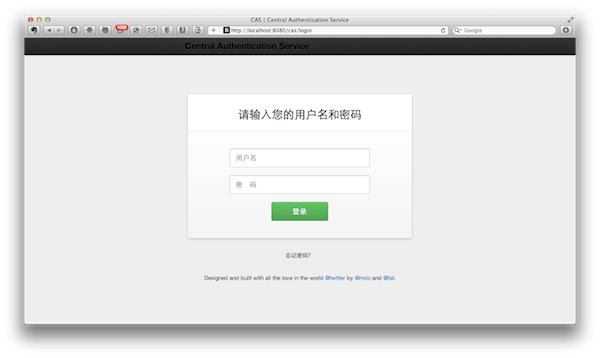 CAS | Central Authentication Service
http://localhost:8080/cas/login
Google
Central Authentication Service
请输入您的用户名和密码
用户名
密 码
登录
忘记密码?
Designed and built with all the love in the world @twitter by @mdo and @fat.